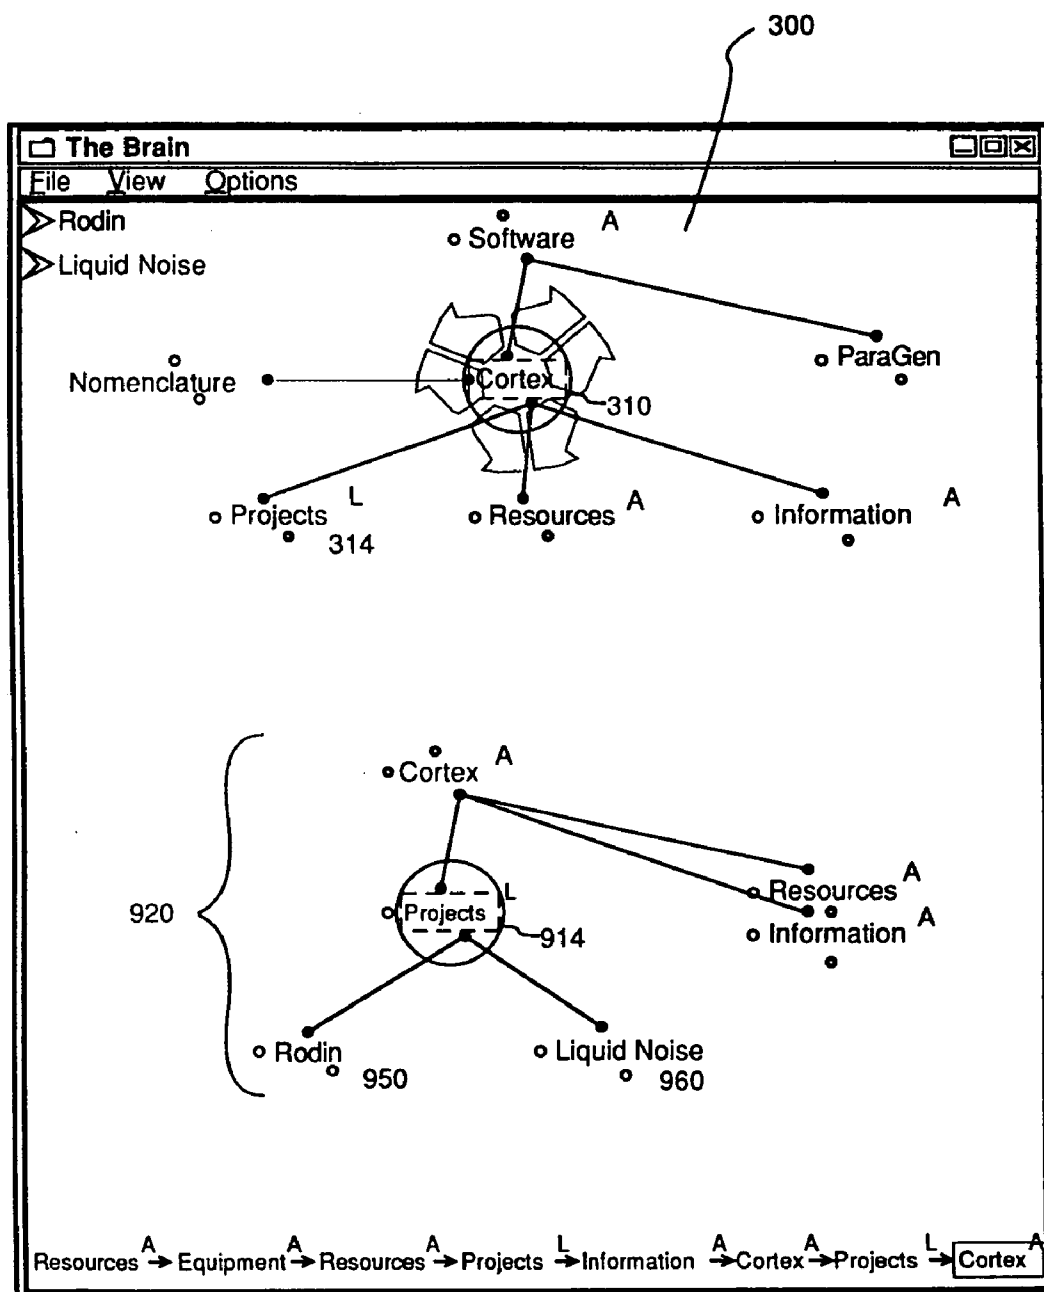 300
The Brain
File View Options
Rodin
Software A
Liquid Noise
ParaGen
Nomenclature
Cortex
310
Projects L
314
Resources A
Information A
Cortex A
Resources A
920
Projects L
914
Information A
Rodin
950
Liquid Noise
960
Resources A → Equipment A → Resources A → Projects L → Information A → Cortex A → Projects L → Cortex A